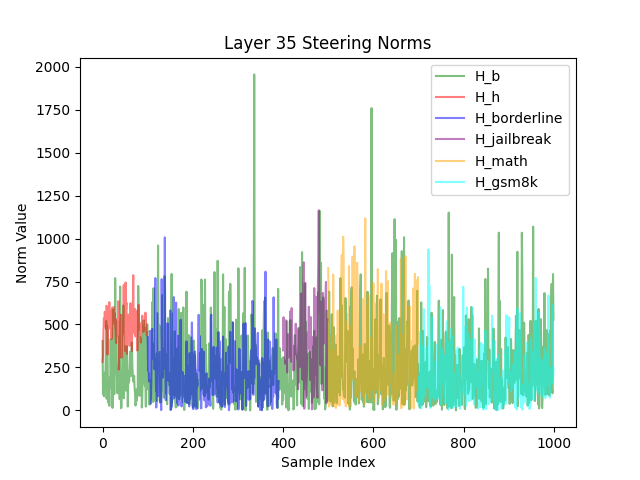 Layer 35 Steering Norms
Norm Value
2000
1750
1500
1250
1000
750
500
250
0
H_b
H_h
H_borderline
H_jailbreak
H_math
H_gsm8k
0 200 400 600 800 1000
Sample Index